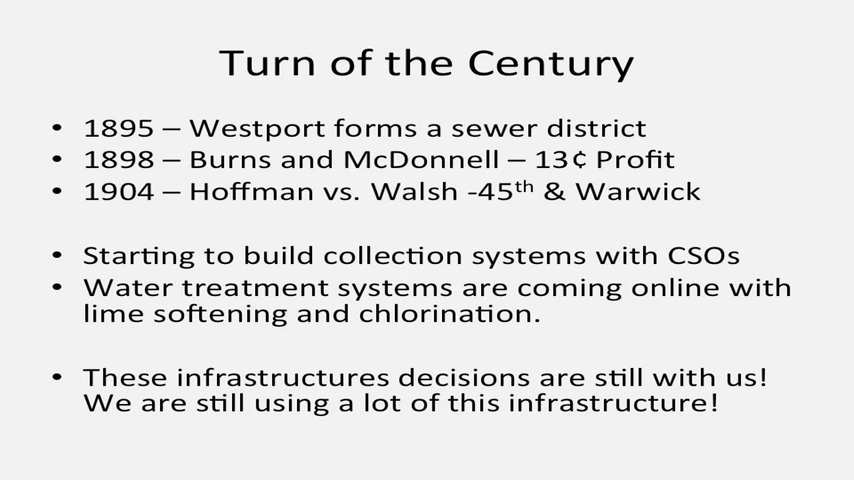 Turn of the Century
• 1895 – Westport forms a sewer district
• 1898 – Burns and McDonnell – 13¢ Profit
• 1904 – Hoffman vs. Walsh -45th & Warwick
• Starting to build collection systems with CSOs
• Water treatment systems are coming online with
lime softening and chlorination.
• These infrastructures decisions are still with us!
We are still using a lot of this infrastructure!